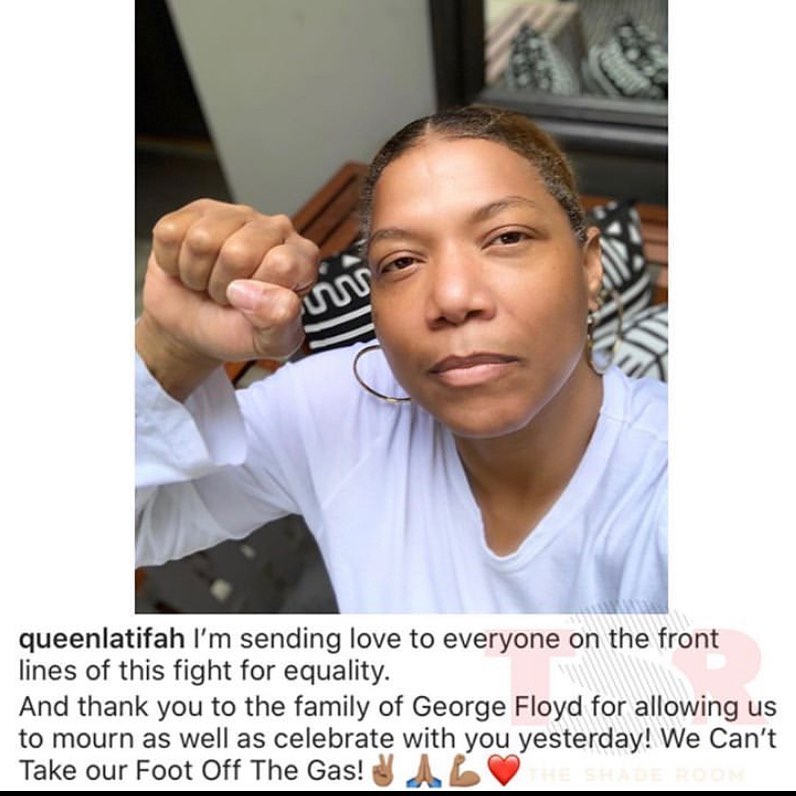 queenlatifah I'm sending love to everyone on the front
lines of this fight for equality.
And thank you to the family of George Floyd for allowing us
to mourn as well as celebrate with you yesterday! We Can't
Take our Foot Off The Gas!✌🏽🙏🏽💪🏽❤️
TSR
THE SHADE ROOM